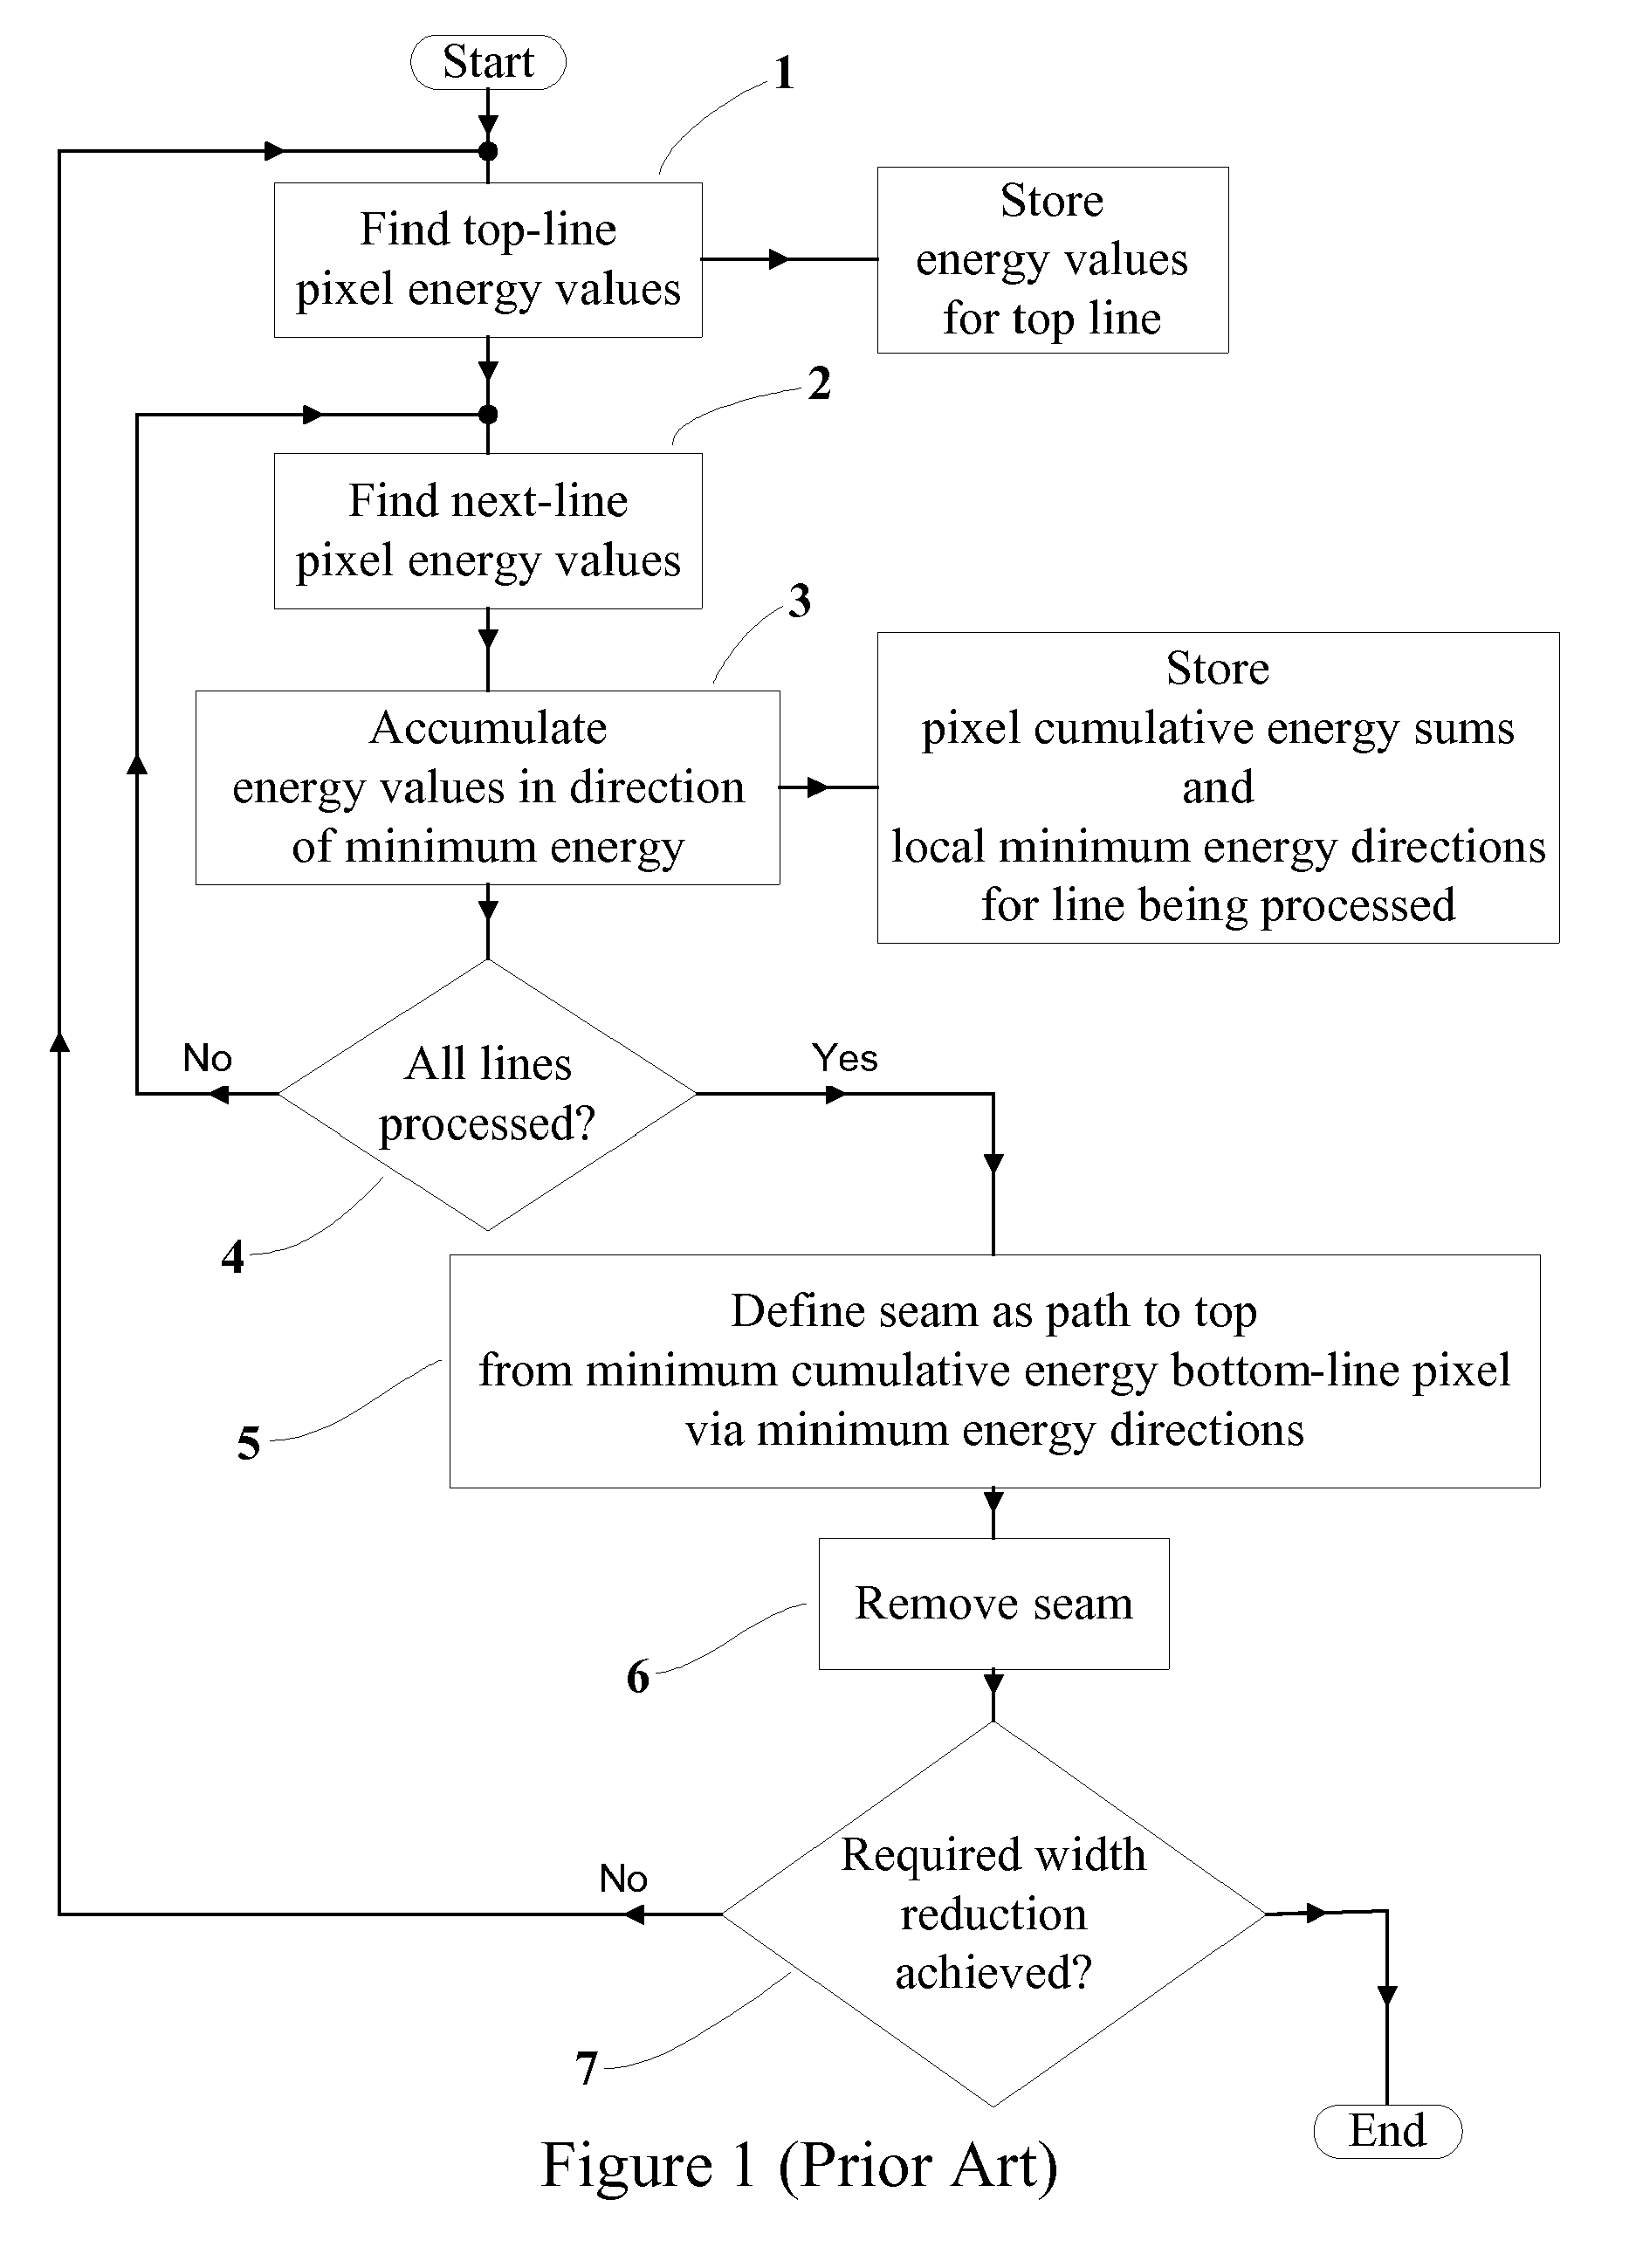 Start
1
Find top-line
pixel energy values
Store
energy values
for top line
2
Find next-line
pixel energy values
3
Accumulate
energy values in direction
of minimum energy
Store
pixel cumulative energy sums
and
local minimum energy directions
for line being processed
No
All lines
processed?
Yes
4
Define seam as path to top
from minimum cumulative energy bottom-line pixel
via minimum energy directions
5
Remove seam
6
No
Required width
reduction
achieved?
7
End
Figure 1 (Prior Art)